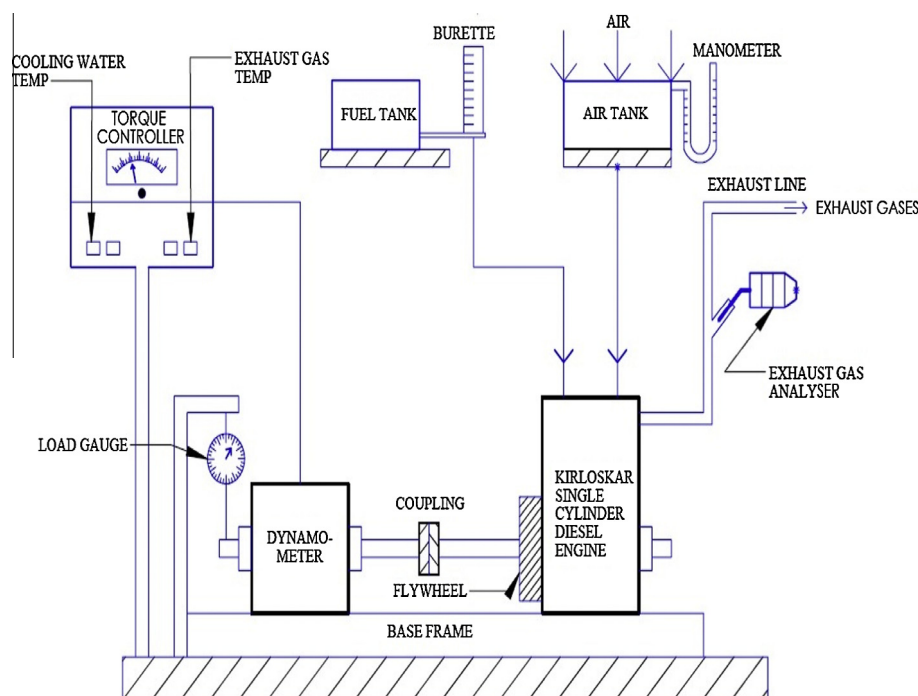 BURETTE
AIR
MANOMETER
COOLING WATER
TEMP
EXHAUST GAS
TEMP
TORQUE
CONTROLLER
FUEL TANK
AIR TANK
EXHAUST LINE
EXHAUST GASES
EXHAUST GAS
ANALYSER
LOAD GAUGE
DYNAMO-
METER
COUPLING
FLYWHEEL
KIRLOSKAR
SINGLE
CYLINDER
DIESEL
ENGINE
BASE FRAME